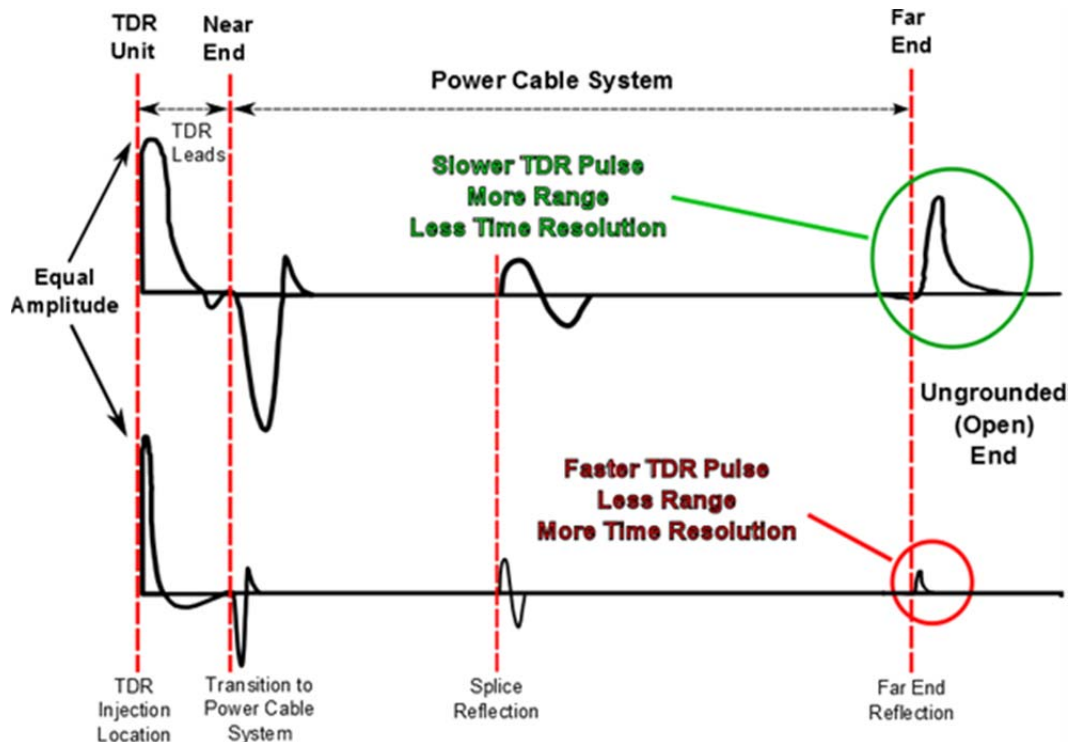 TDR
Unit
Near
End
Far
End
Power Cable System
TDR
Leads
Slower TDR Pulse
More Range
Less Time Resolution
Equal
Amplitude
Ungrounded
(Open)
End
Faster TDR Pulse
Less Range
More Time Resolution
TDR
Injection
Location
Transition to
Power Cable
System
Splice
Reflection
Far End
Reflection